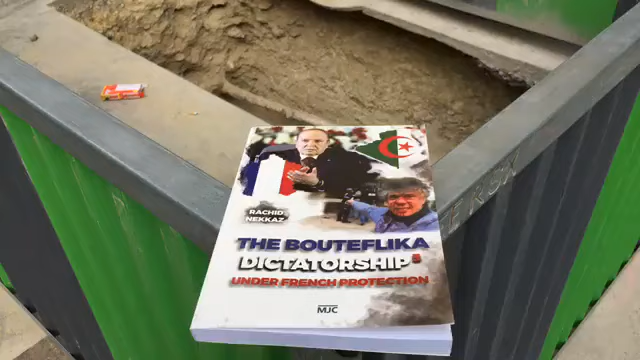 RACHID
NEKKAZ
THE BOUTEFLIKA
DICTATORSHIP
UNDER FRENCH PROTECTION
MJC